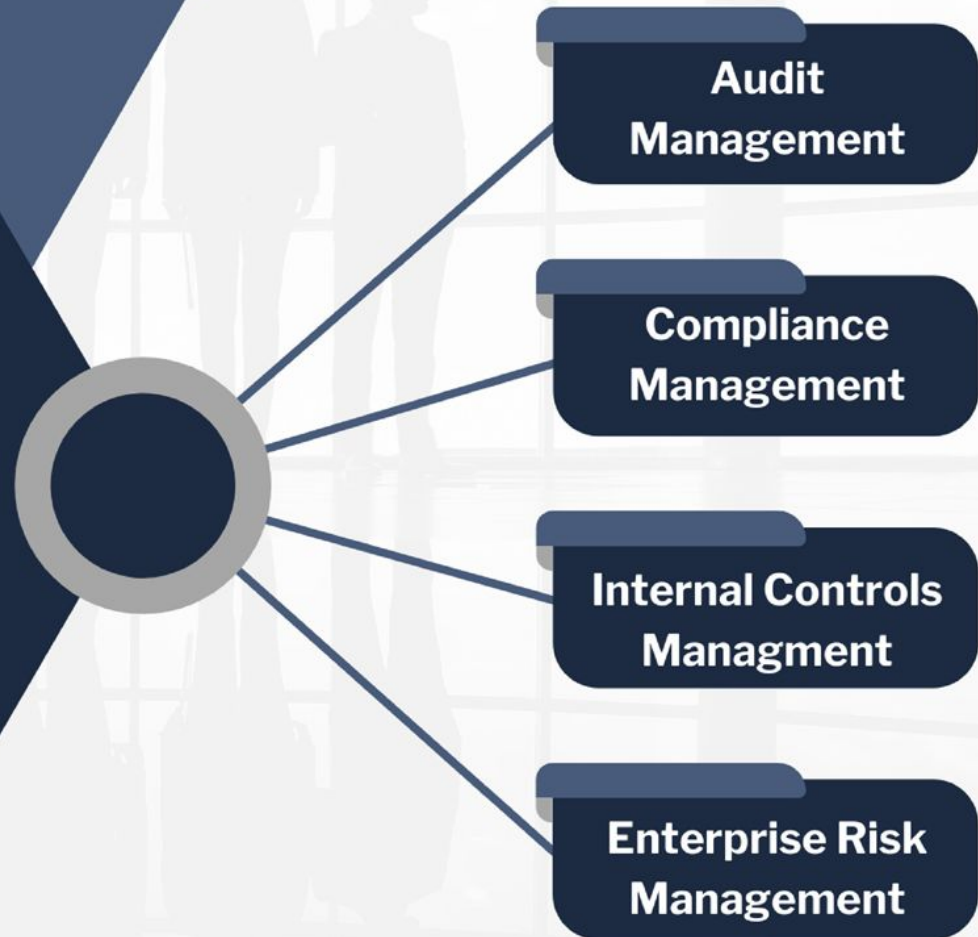 Audit
Management
Compliance
Management
Internal Controls
Managment
Enterprise Risk
Management